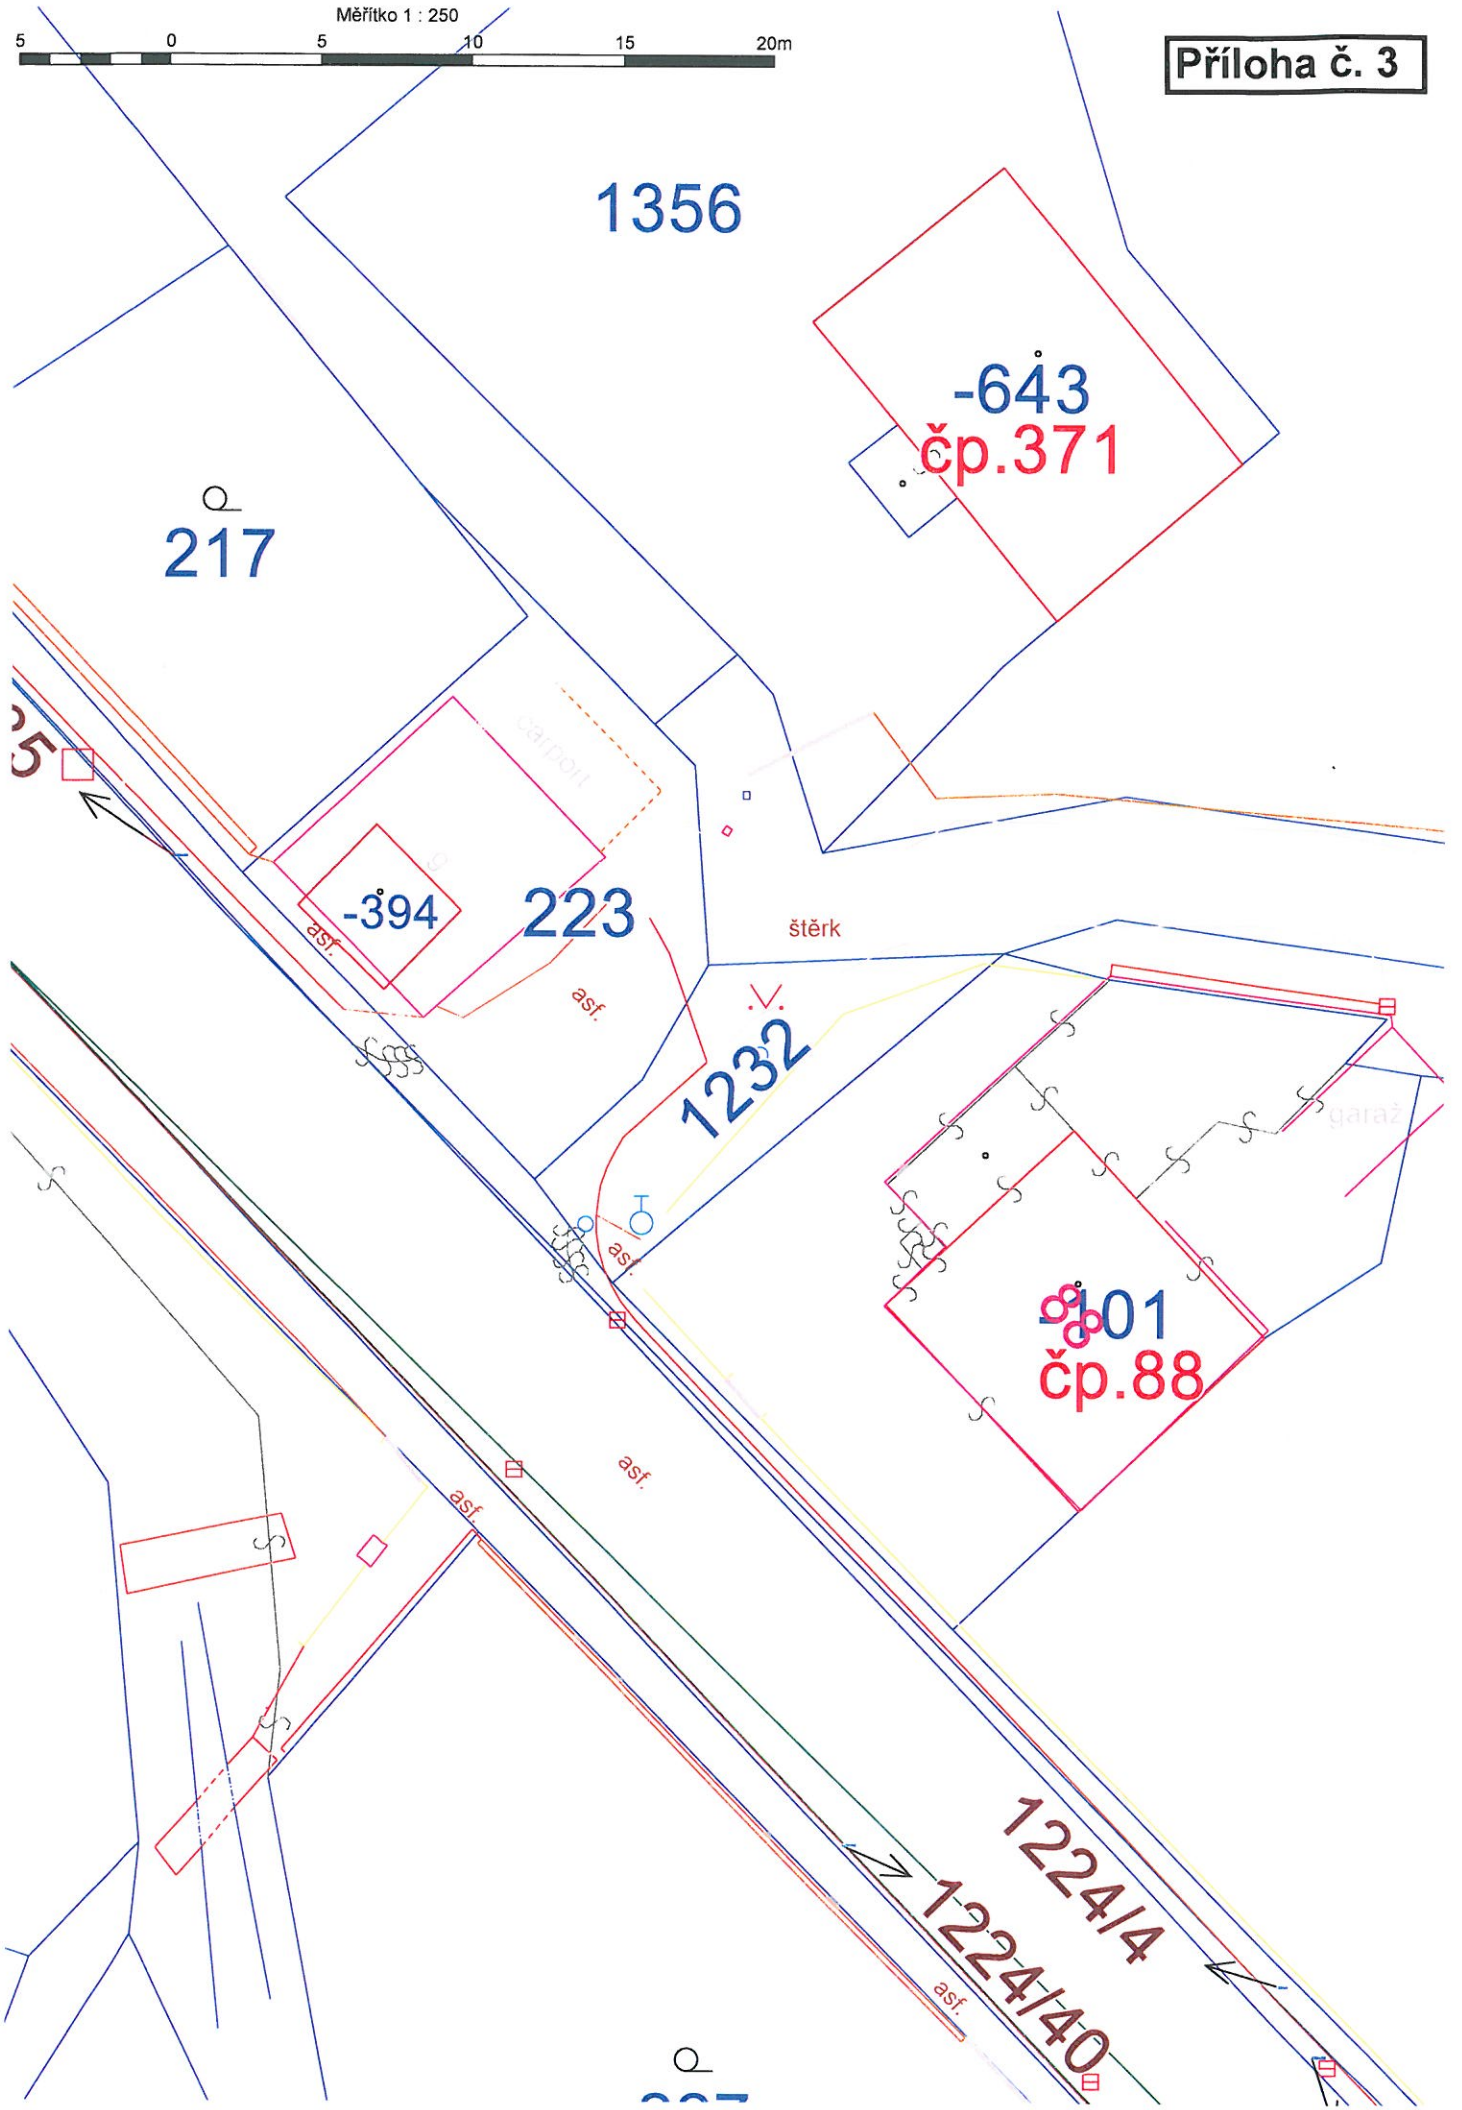 Měřítko 1 : 250
5 0 5 10 15 20m
Příloha č. 3
1356
-643
čp.371
217
carport
g
-394
223
asf.
štěrk
asf.
1232
garáž
asf.
-101
čp.88
asf.
asf.
1224/4
1224/40
asf.